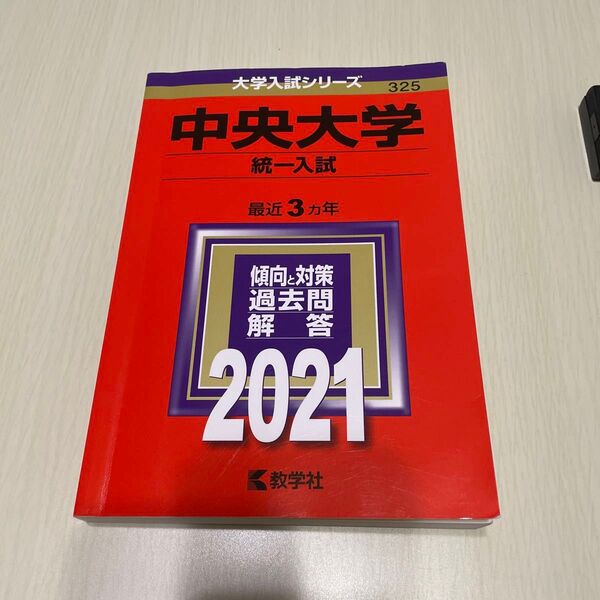 大学入試シリーズ
325
中央大学
統一入試
最近3カ年
傾向と対策
過去問
解答
2021
教学社